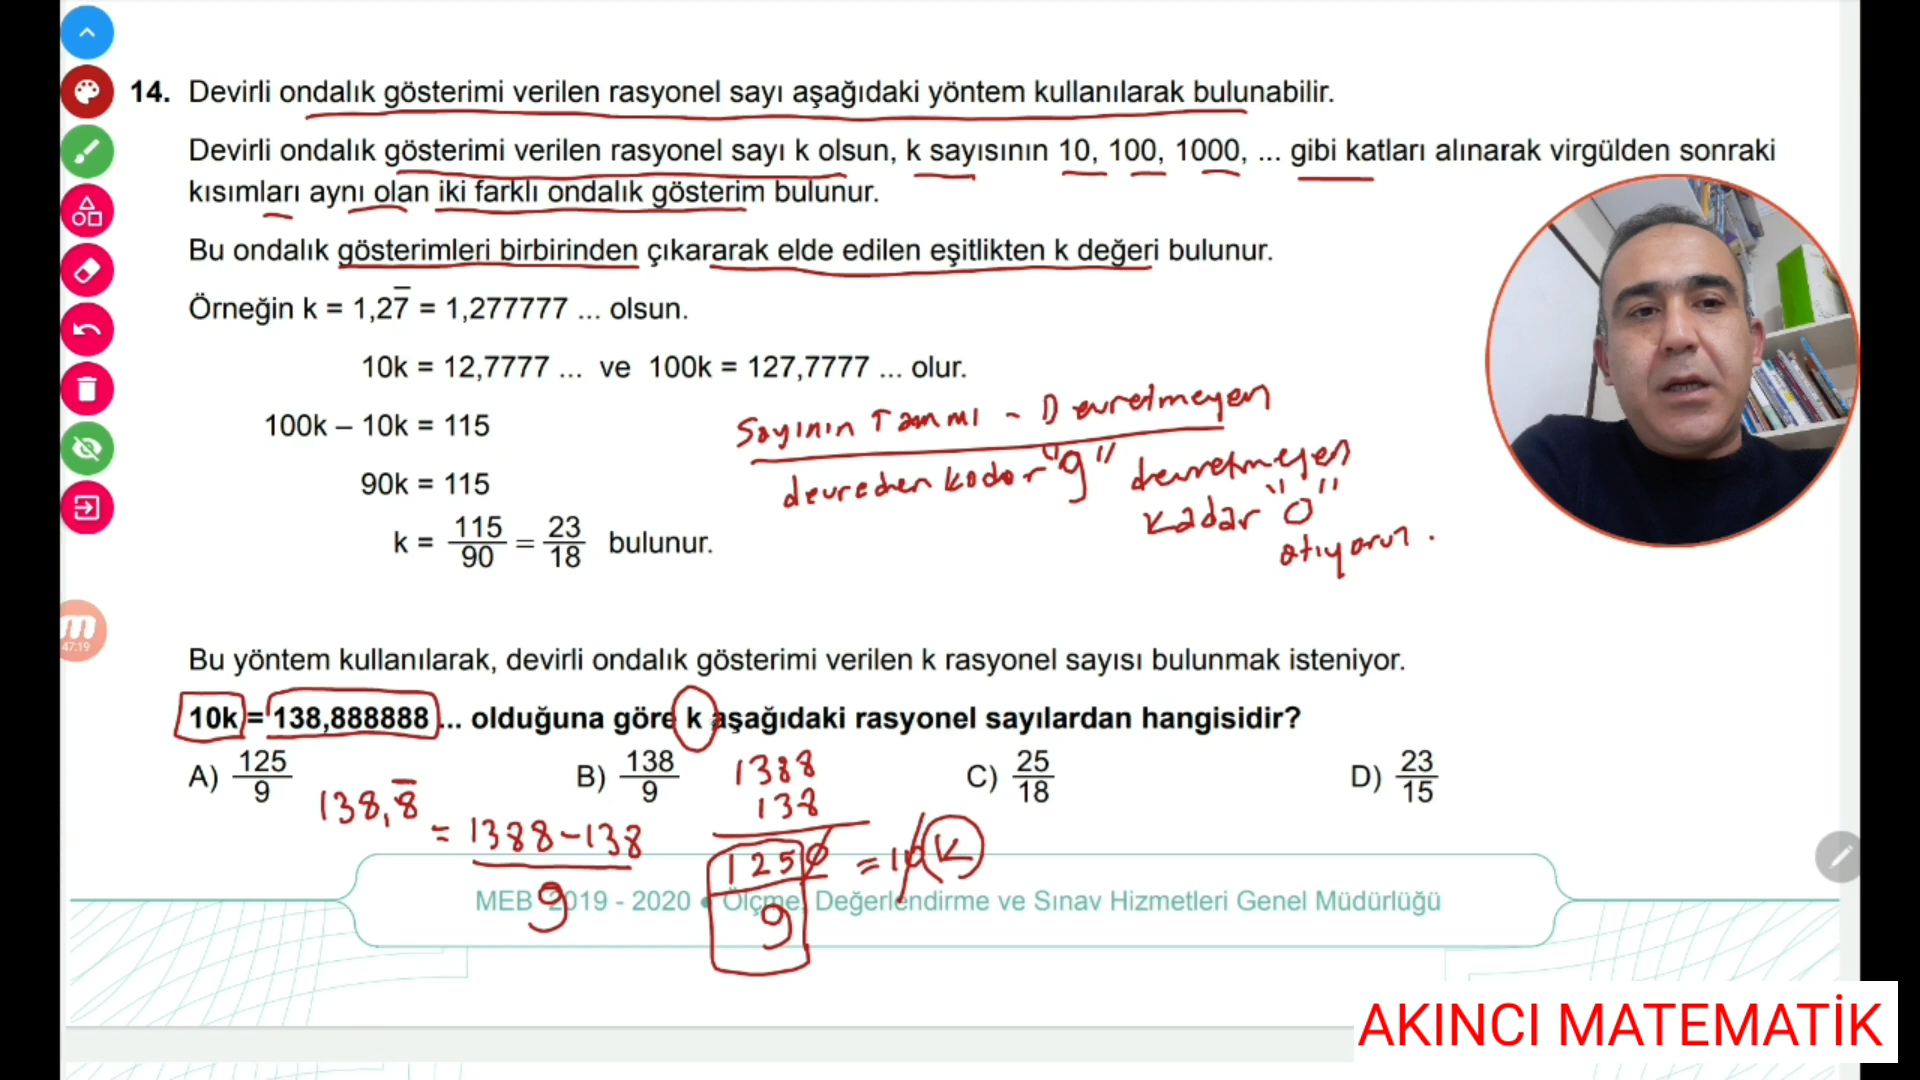 14. Devirli ondalık gösterimi verilen rasyonel sayı aşağıdaki yöntem kullanılarak bulunabilir.
Devirli ondalık gösterimi verilen rasyonel sayı k olsun, k sayısının 10, 100, 1000, ... gibi katları alınarak virgülden sonraki
kısımları aynı olan iki farklı ondalık gösterim bulunur.
Bu ondalık gösterimleri birbirinden çıkararak elde edilen eşitlikten k değeri bulunur.
Örneğin k = 1,27̅ = 1,277777 ... olsun.
10k = 12,7777 ... ve 100k = 127,7777 ... olur.
100k – 10k = 115
90k = 115
k = 115/90 = 23/18 bulunur.
Sayının Tamamı - Devretmeyen
devreden kadar "9" devretmeyen
kadar "0"
atıyoruz.
47:19
Bu yöntem kullanılarak, devirli ondalık gösterimi verilen k rasyonel sayısı bulunmak isteniyor.
10k = 138,888888 ... olduğuna göre k aşağıdaki rasyonel sayılardan hangisidir?
A) 125/9 B) 138/9 C) 25/18 D) 23/15
138,8̅ = 1388-138
9
1388
138
1250 = 10k
9
MEB 2019 - 2020 • Ölçme, Değerlendirme ve Sınav Hizmetleri Genel Müdürlüğü
AKINCI MATEMATİK